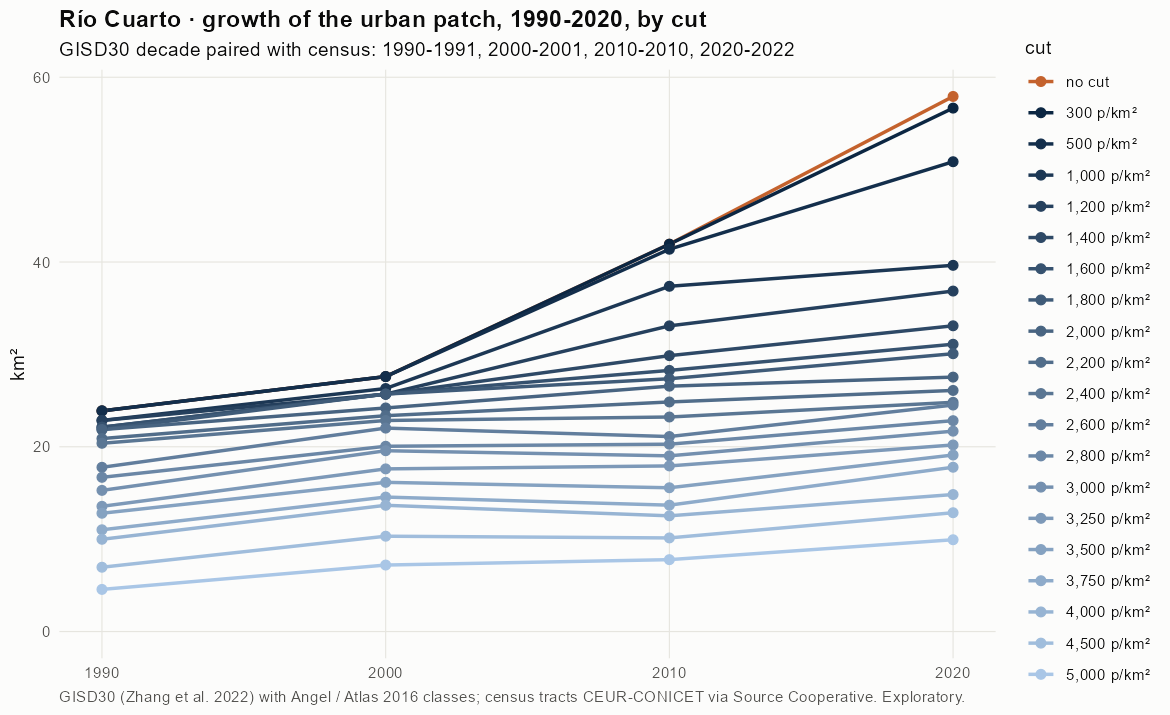 Río Cuarto · growth of the urban patch, 1990-2020, by cut
GISD30 decade paired with census: 1990-1991, 2000-2001, 2010-2010, 2020-2022
km²
60
40
20
0
1990
2000
2010
2020
cut
no cut
300 p/km²
500 p/km²
1,000 p/km²
1,200 p/km²
1,400 p/km²
1,600 p/km²
1,800 p/km²
2,000 p/km²
2,200 p/km²
2,400 p/km²
2,600 p/km²
2,800 p/km²
3,000 p/km²
3,250 p/km²
3,500 p/km²
3,750 p/km²
4,000 p/km²
4,500 p/km²
5,000 p/km²
GISD30 (Zhang et al. 2022) with Angel / Atlas 2016 classes; census tracts CEUR-CONICET via Source Cooperative. Exploratory.